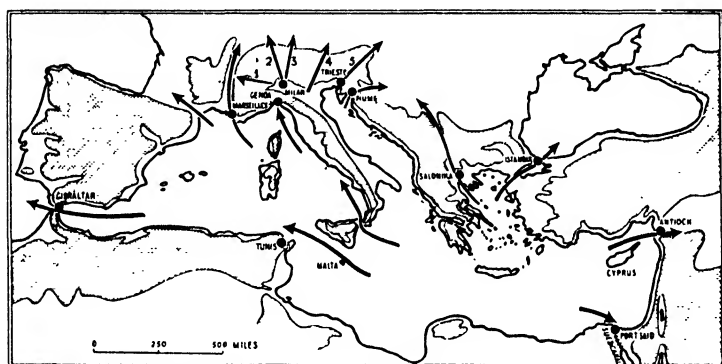 1
2
3
4
5
TRIESTE
GENOA
MILAN
FIUME
MARSEILLES
ISTANBUL
SALONIKA
GIBRALTAR
ANTIOCH
TUNIS
CYPRUS
MALTA
PORT SAID
0 250 500 MILES